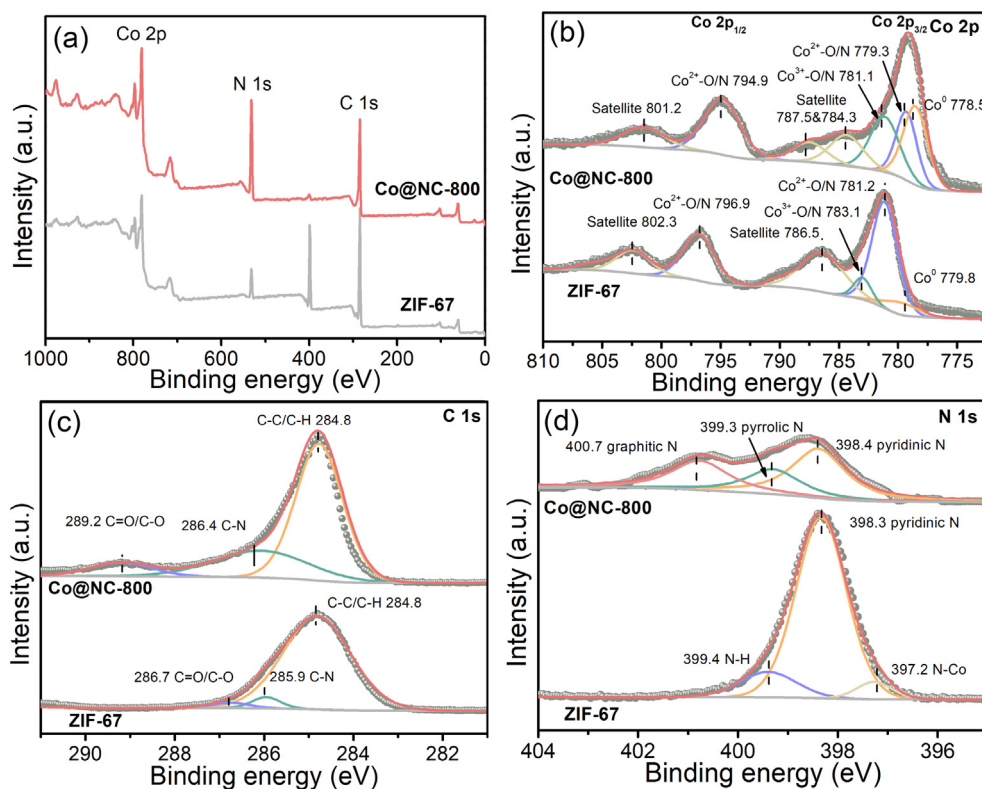 (a)
Co 2p
N 1s
C 1s
Co@NC-800
ZIF-67
Intensity (a.u.)
1000 800 600 400 200 0
Binding energy (eV)
(b)
Co 2p1/2
Co 2p3/2 Co 2p
Co2+-O/N 779.3
Co3+-O/N 781.1
Co2+-O/N 794.9
Satellite 801.2
Satellite
787.5&784.3
Co0 778.5
Co@NC-800
Co2+-O/N 781.2
Co3+-O/N 783.1
Co2+-O/N 796.9
Satellite 786.5
Satellite 802.3
Co0 779.8
ZIF-67
Intensity (a.u.)
810 805 800 795 790 785 780 775
Binding energy (eV)
(c)
C 1s
C-C/C-H 284.8
289.2 C=O/C-O
286.4 C-N
Co@NC-800
C-C/C-H 284.8
286.7 C=O/C-O
285.9 C-N
ZIF-67
Intensity (a.u.)
290 288 286 284 282
Binding energy (eV)
(d)
N 1s
399.3 pyrrolic N
400.7 graphitic N
398.4 pyridinic N
Co@NC-800
398.3 pyridinic N
399.4 N-H
397.2 N-Co
ZIF-67
Intensity (a.u.)
404 402 400 398 396
Binding energy (eV)